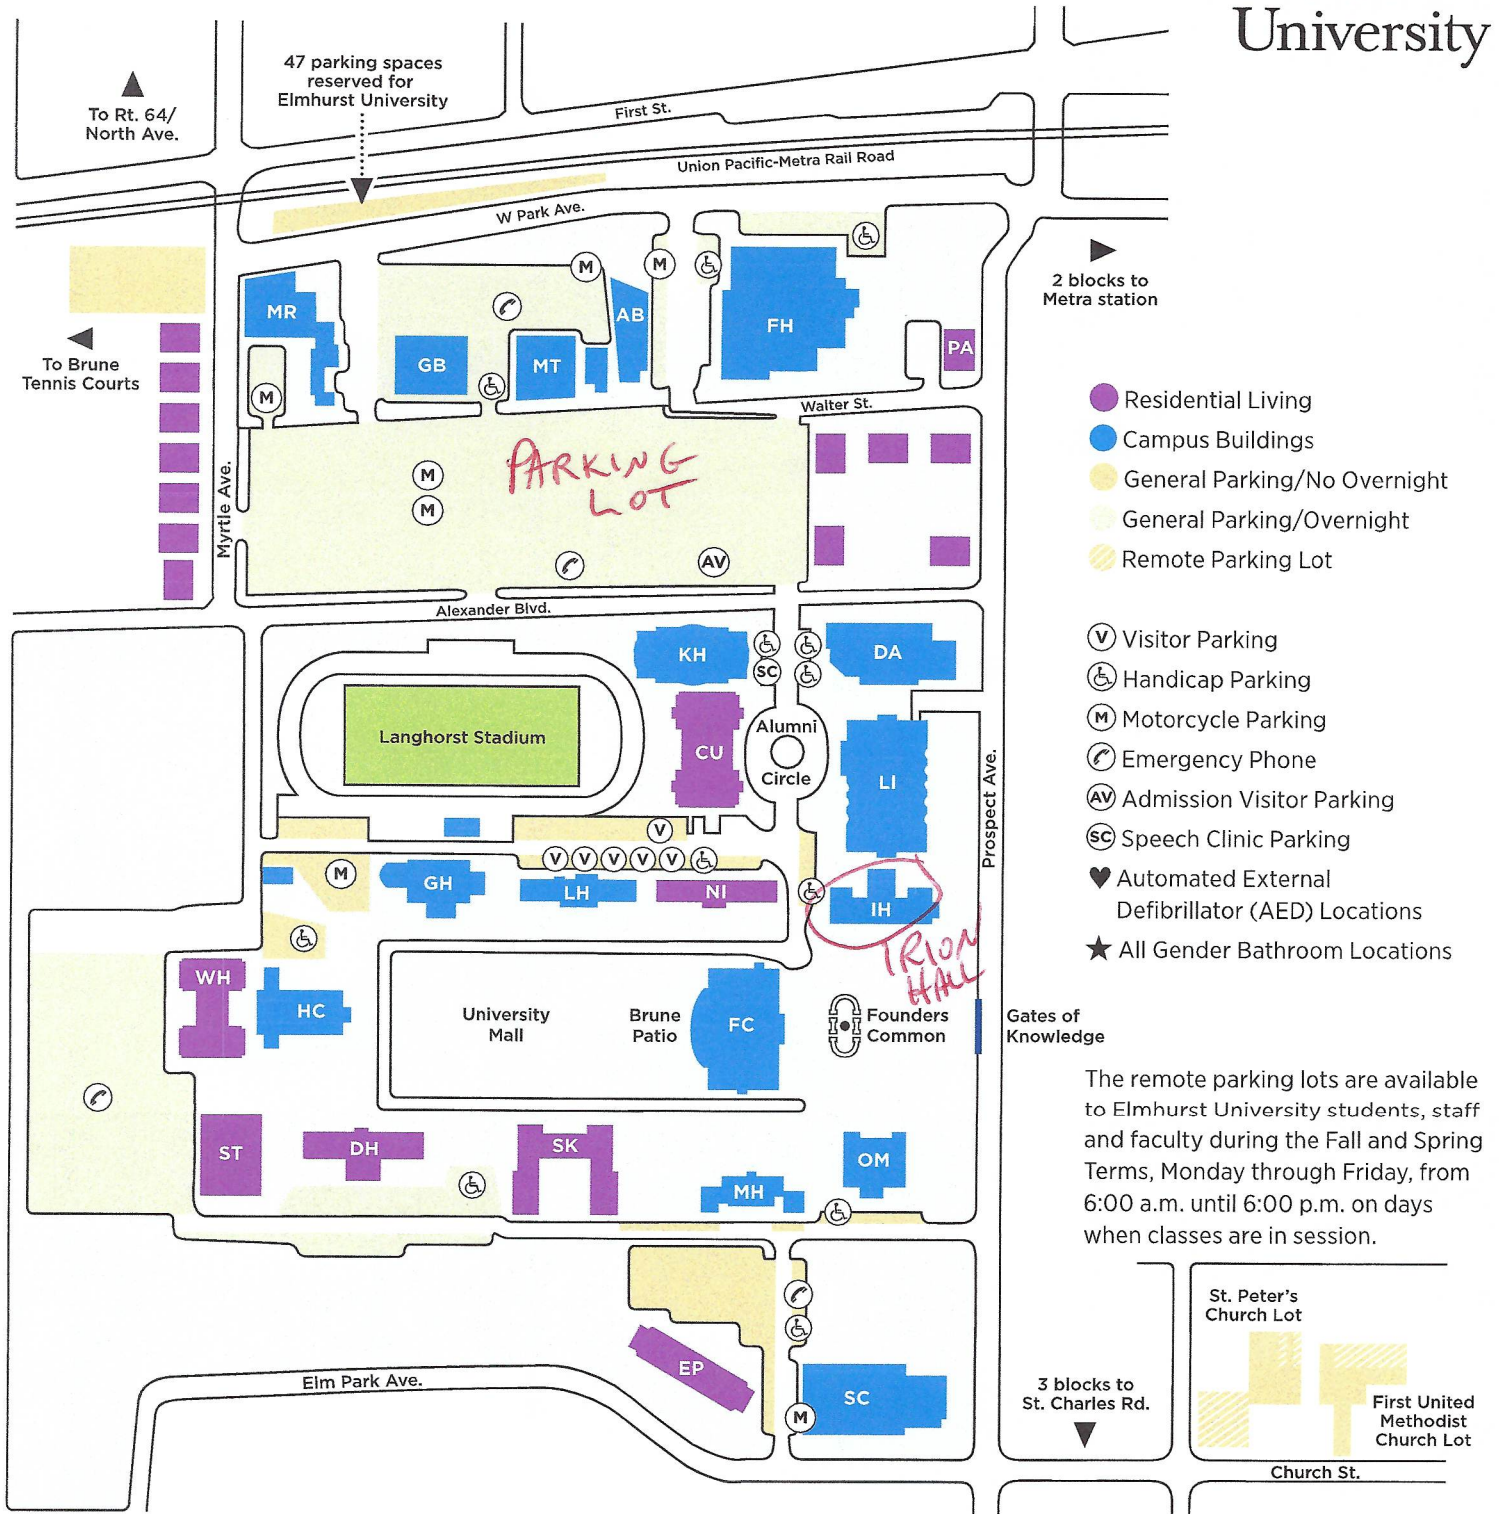 University
47 parking spaces
reserved for
Elmhurst University
To Rt. 64/
North Ave.
First St.
Union Pacific-Metra Rail Road
W Park Ave.
2 blocks to
Metra station
To Brune
Tennis Courts
MR
M
GB
MT
M
AB
M
FH
PA
Walter St.
Myrtle Ave.
PARKING
LOT
M
M
AV
Alexander Blvd.
Residential Living
Campus Buildings
General Parking/No Overnight
General Parking/Overnight
Remote Parking Lot
V Visitor Parking
Handicap Parking
M Motorcycle Parking
Emergency Phone
AV Admission Visitor Parking
SC Speech Clinic Parking
Automated External
Defibrillator (AED) Locations
All Gender Bathroom Locations
KH
SC
DA
Langhorst Stadium
CU
Alumni
Circle
LI
Prospect Ave.
V
V V V V V
M
GH
LH
NI
IH
IRION
HALL
WH
HC
University
Mall
Brune
Patio
FC
Founders
Common
Gates of
Knowledge
The remote parking lots are available
to Elmhurst University students, staff
and faculty during the Fall and Spring
Terms, Monday through Friday, from
6:00 a.m. until 6:00 p.m. on days
when classes are in session.
ST
DH
SK
MH
OM
EP
SC
M
Elm Park Ave.
3 blocks to
St. Charles Rd.
St. Peter's
Church Lot
First United
Methodist
Church Lot
Church St.